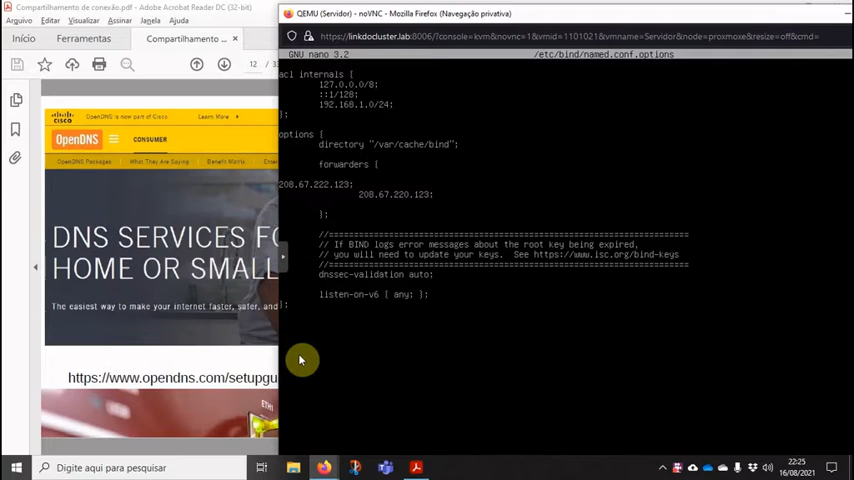 Compartilhamento de conexão.pdf - Adobe Acrobat Reader DC (32-bit)
Arquivo Editar Visualizar Assinar Janela Ajuda
Início Ferramentas Compartilhamento ... ×
12
CISCO
OpenDNS is now part of Cisco
Learn More
OpenDNS
CONSUMER
OpenDNS Packages
What They Are Saying
Benefit Matrix
DNS SERVICES FO
HOME OR SMALL
The easiest way to make your internet faster, safer, and
https://www.opendns.com/setupgu
QEMU (Servidor) - noVNC - Mozilla Firefox (Navegação privativa)
https://linkdocluster.lab:8006/?console=kvm&novnc=1&vmid=1101021&vmname=Servidor&node=proxmoxe&resize=off&cmd=
GNU nano 3.2 /etc/bind/named.conf.options
acl internals {
127.0.0.0/8;
::1/128;
192.168.1.0/24;
};
options {
directory "/var/cache/bind";
forwarders {
208.67.222.123;
208.67.220.123;
};
//========================================================================
// If BIND logs error messages about the root key being expired,
// you will need to update your keys. See https://www.isc.org/bind-keys
//========================================================================
dnssec-validation auto;
listen-on-v6 { any; };
};
Digite aqui para pesquisar
22:25
16/08/2021